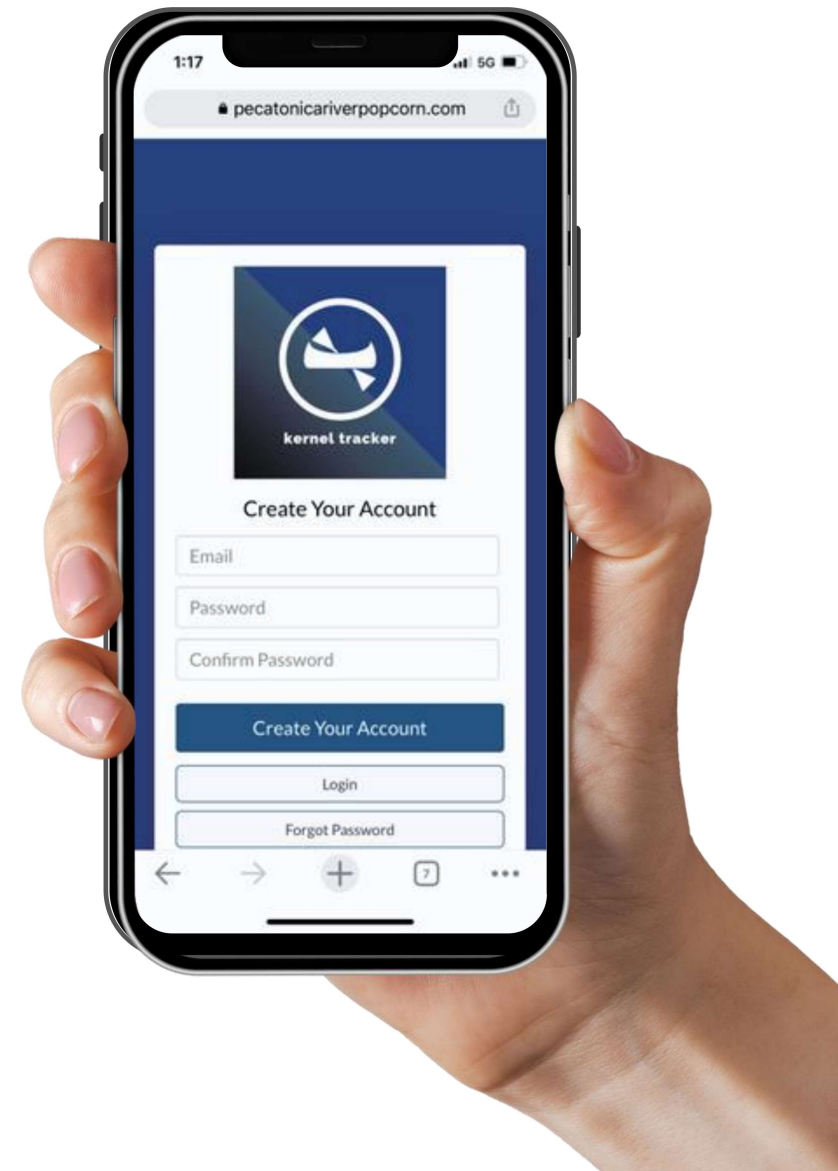 1:17
5G
pecatonicariverpopcorn.com
kernel tracker
Create Your Account
Email
Password
Confirm Password
Create Your Account
Login
Forgot Password
7